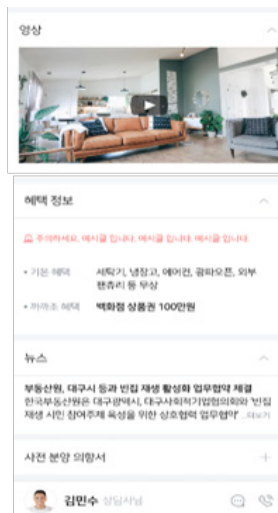 영상
혜택 정보
주의하세요. 메시글 입니다. 메시글 입니다. 메시글 입니다.
• 기본 혜택 세탁기, 냉장고, 에어컨, 광파오픈, 외부
팬츄리 등 무상
• 까까조 혜택 백화점 상품권 100만원
뉴스
부동산원, 대구시 등과 빈집 재생 활성화 업무협약 체결
한국부동산원은 대구광역시, 대구사회적기업협의회와 '빈집
재생 시민 참여주체 육성을 위한 상호협력 업무협약' ...더보기
사전 분양 의향서
김민수 상담사님